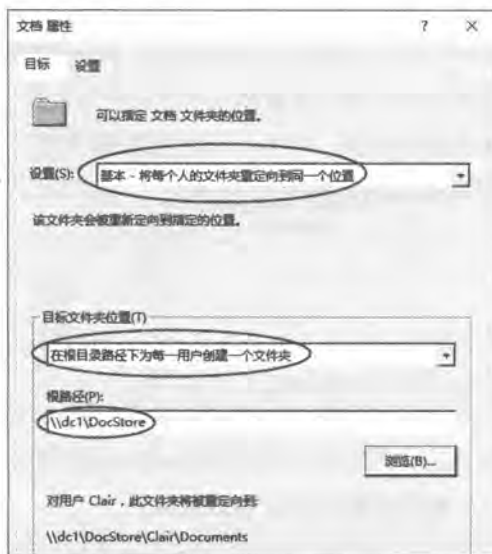 文档 属性
? ×
目标 设置
可以指定 文档 文件夹的位置。
设置(S): 基本 - 将每个人的文件夹重定向到同一个位置
该文件夹会被重新定向到指定的位置。
目标文件夹位置(T)
在根目录路径下为每一用户创建一个文件夹
根路径(P):
\\dc1\DocStore
浏览(B)...
对用户 Clair，此文件夹将被重定向到:
\\dc1\DocStore\Clair\Documents